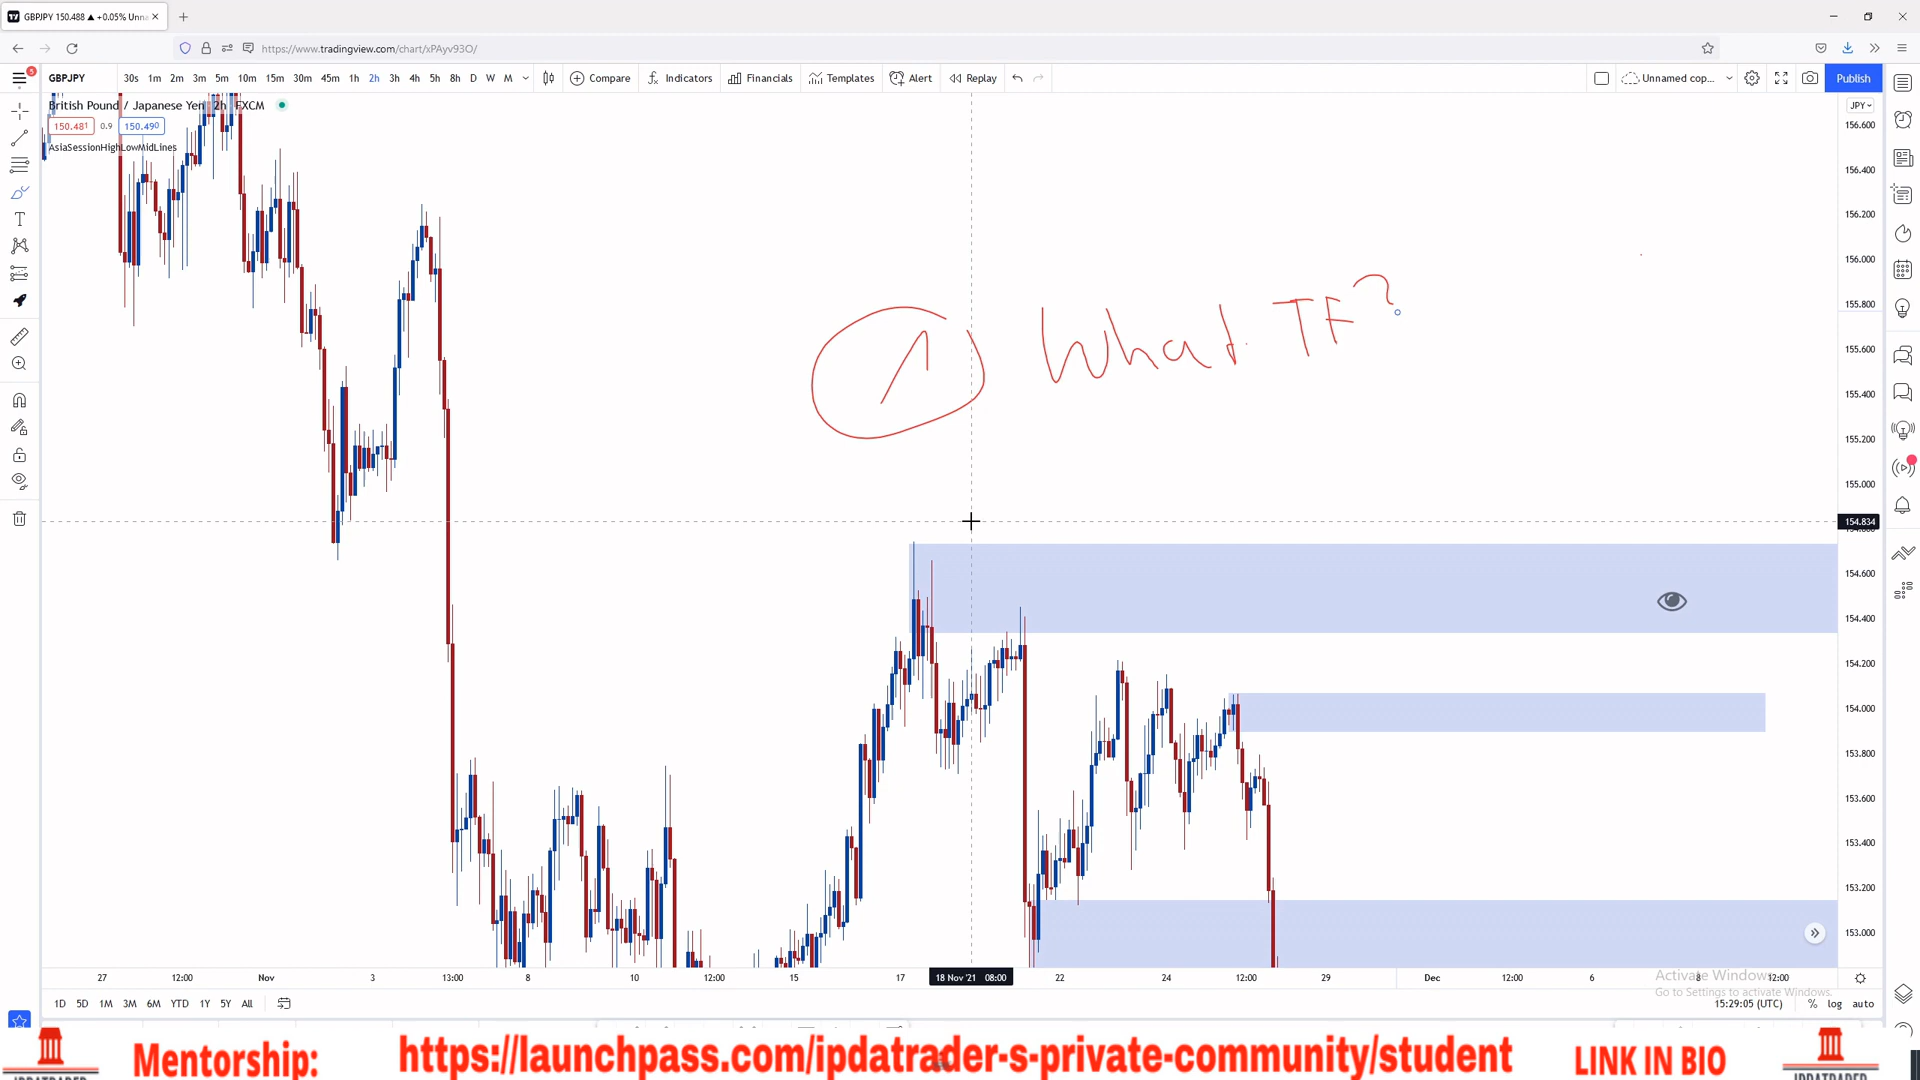 GBPJPY 150.488 ▲ +0.05% Unna
https://www.tradingview.com/chart/xPAyv93O/
5
GBPJPY 30s 1m 2m 3m 5m 10m 15m 30m 45m 1h 2h 3h 4h 5h 8h D W M Compare Indicators Financials Templates Alert Replay Unnamed cop... Publish
British Pound / Japanese Yen 2h FXCM
JPY
150.481 0.9 150.490
AsiaSessionHighLowMidLines
156.600
156.400
156.200
156.000
155.800
155.600
155.400
155.200
155.000
154.834
154.600
154.400
154.200
154.000
153.800
153.600
153.400
153.200
153.000
1 What TF?
27 12:00 Nov 3 13:00 8 10 12:00 15 17 18 Nov '21 08:00 22 24 12:00 29 Dec 12:00 6 8 12:00
Activate Windows
Go to Settings to activate Windows.
1D 5D 1M 3M 6M YTD 1Y 5Y All 15:29:05 (UTC) % log auto
Mentorship: https://launchpass.com/ipdatrader-s-private-community/student LINK IN BIO
IPDATRADER IPDATRADER